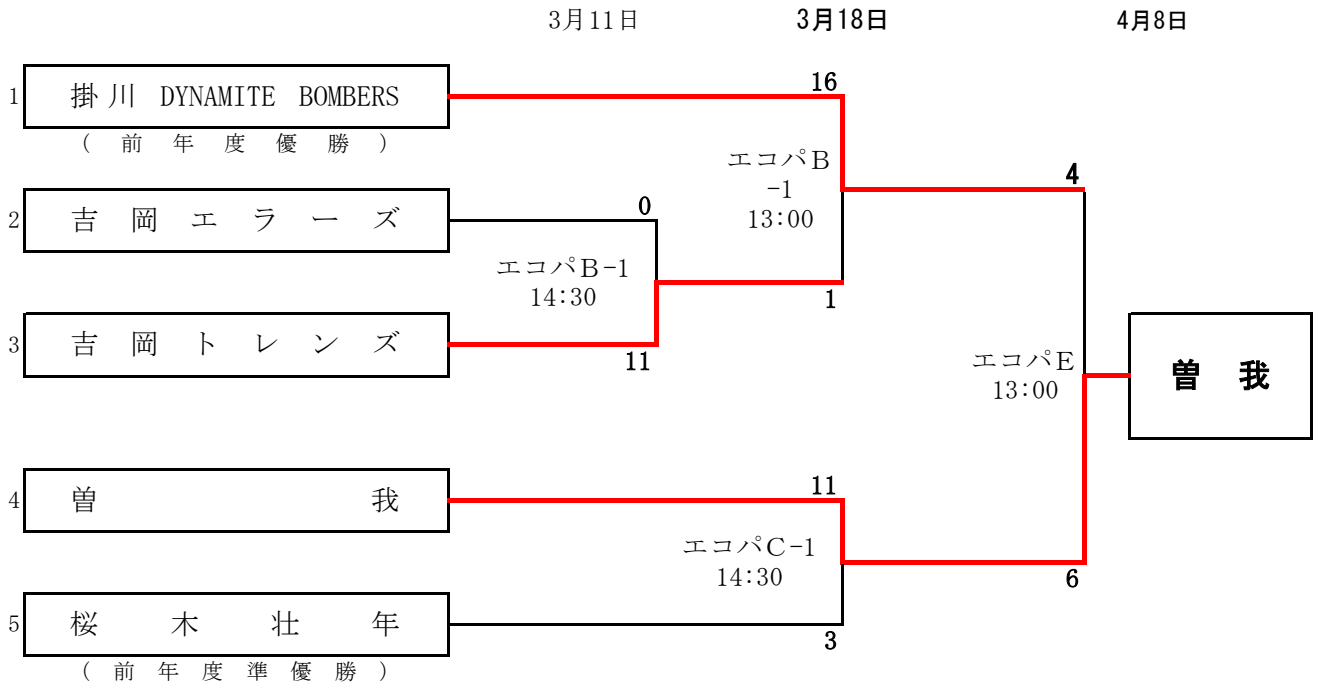 3月11日 3月18日 4月8日
16
1 掛川 DYNAMITE BOMBERS
(前年度優勝)
エコパB
-1
13:00
4
0
2 吉岡エラーズ
エコパB-1
14:30
1
3 吉岡トレンズ
11
エコパE
13:00
曽我
11
4 曽我
エコパC-1
14:30
6
5 桜木壮年
3
(前年度準優勝)